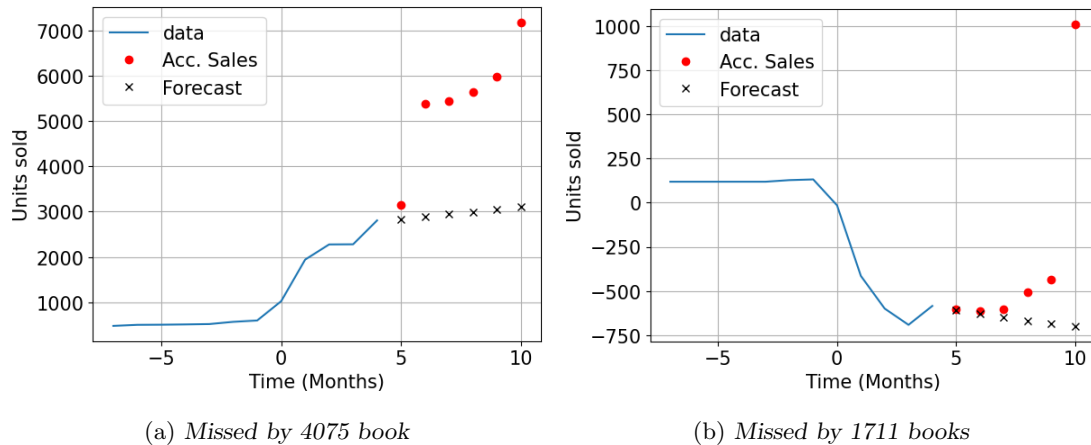 7000
6000
5000
4000
3000
2000
1000
Units sold
data
Acc. Sales
Forecast
−5
0
5
10
Time (Months)
(a) Missed by 4075 book
1000
750
500
250
0
−250
−500
−750
Units sold
data
Acc. Sales
Forecast
−5
0
5
10
Time (Months)
(b) Missed by 1711 books